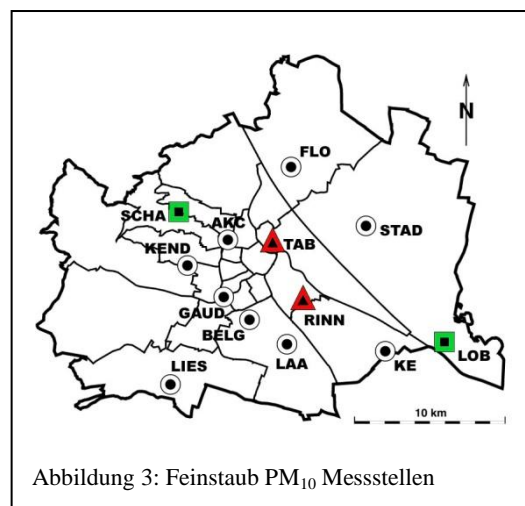 N
FLO
SCHA
AKC
TAB
STAD
KEND
GAUD
RINN
BELG
LAA
KE
LOB
LIES
10 km
Abbildung 3: Feinstaub PM₁₀ Messstellen